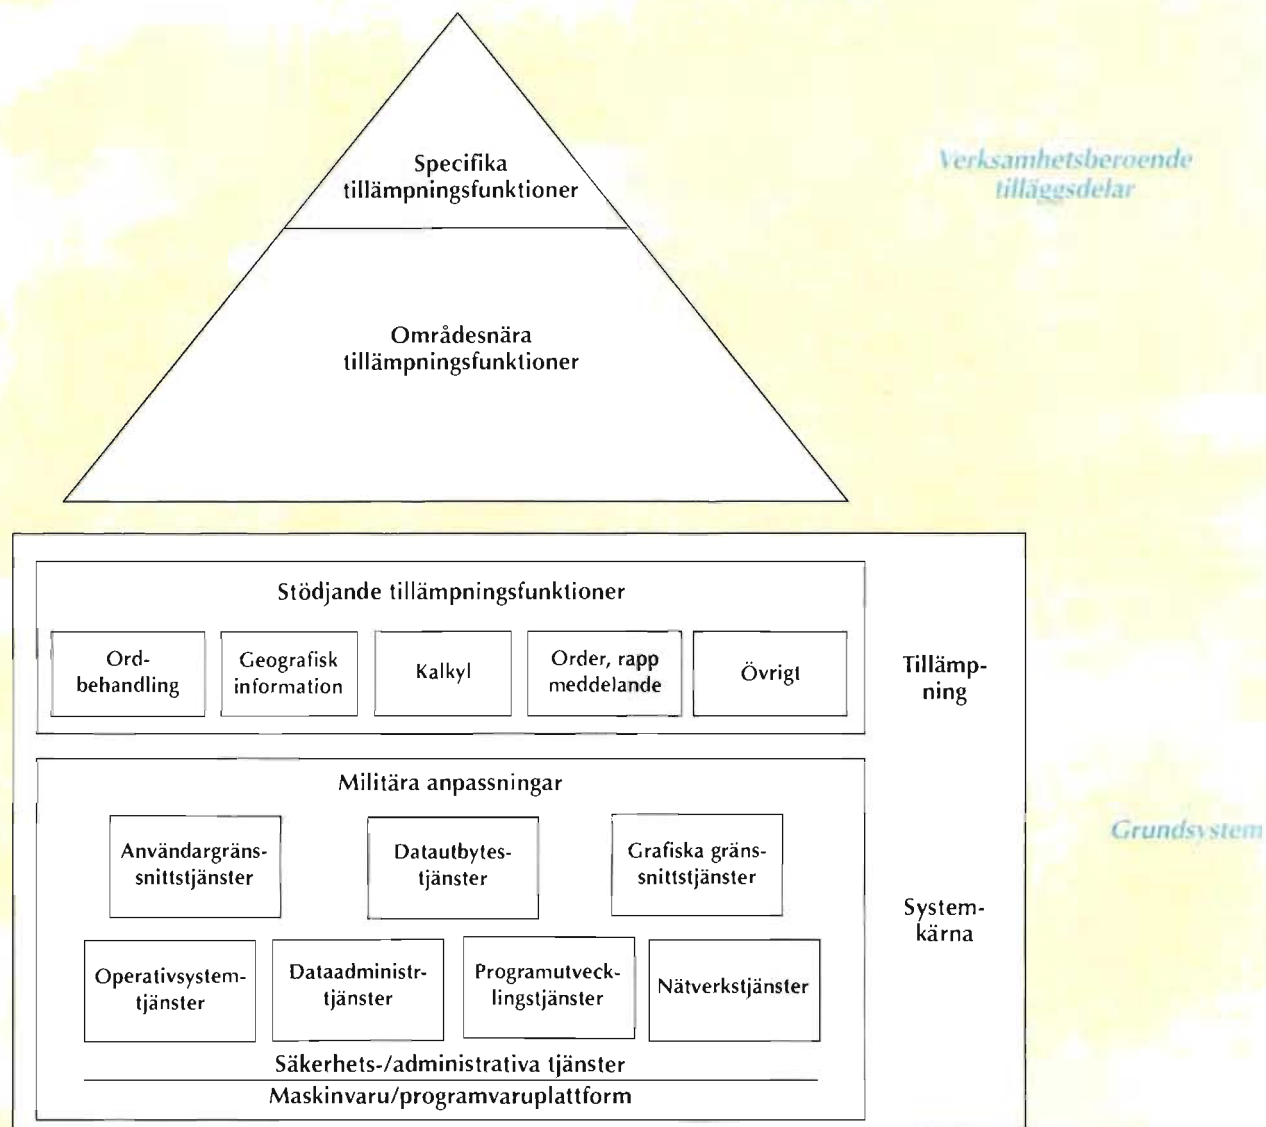 Specifika
tillämpningsfunktioner
Verksamhetsberoende
tilläggsdelar
Områdesnära
tillämpningsfunktioner
Stödjande tillämpningsfunktioner
Ord-
behandling
Geografisk
information
Kalkyl
Order, rapp
meddelande
Övrigt
Tillämp-
ning
Militära anpassningar
Användargräns-
snittstjänster
Datautbytes-
tjänster
Grafiska gräns-
snittstjänster
Grundsystem
System-
kärna
Operativsystem-
tjänster
Dataadministr-
tjänster
Programutveck-
lingstjänster
Nätverkstjänster
Säkerhets-/administrativa tjänster
Maskinvaru/programvaruplattform